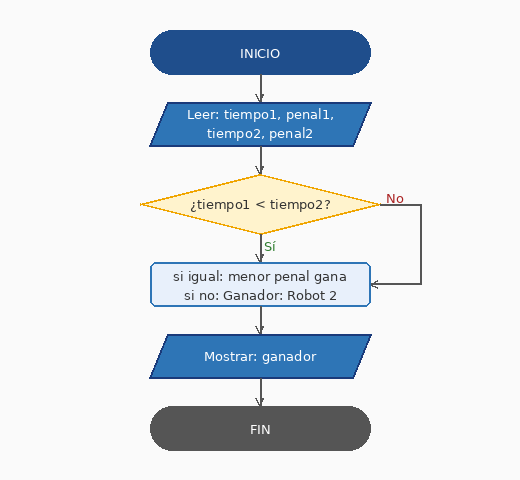 INICIO
Leer: tiempo1, penal1,
tiempo2, penal2
¿tiempo1 < tiempo2?
No
Sí
si igual: menor penal gana
si no: Ganador: Robot 2
Mostrar: ganador
FIN